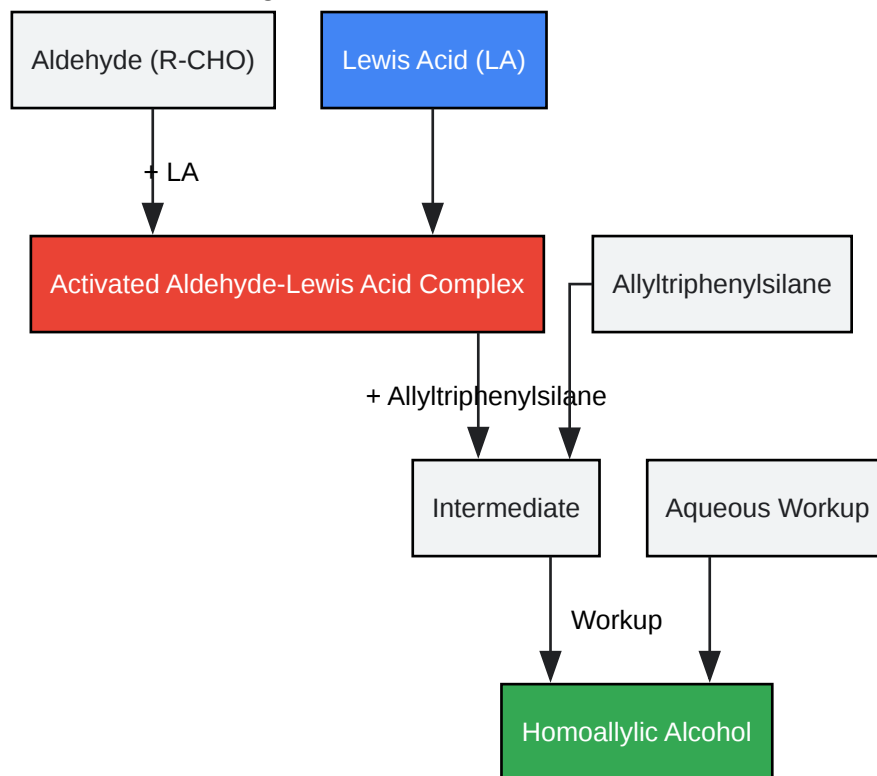 Aldehyde (R-CHO)
Lewis Acid (LA)
+ LA
Activated Aldehyde-Lewis Acid Complex
Allyltriphenylsilane
+ Allyltriphenylsilane
Intermediate
Aqueous Workup
Workup
Homoallylic Alcohol